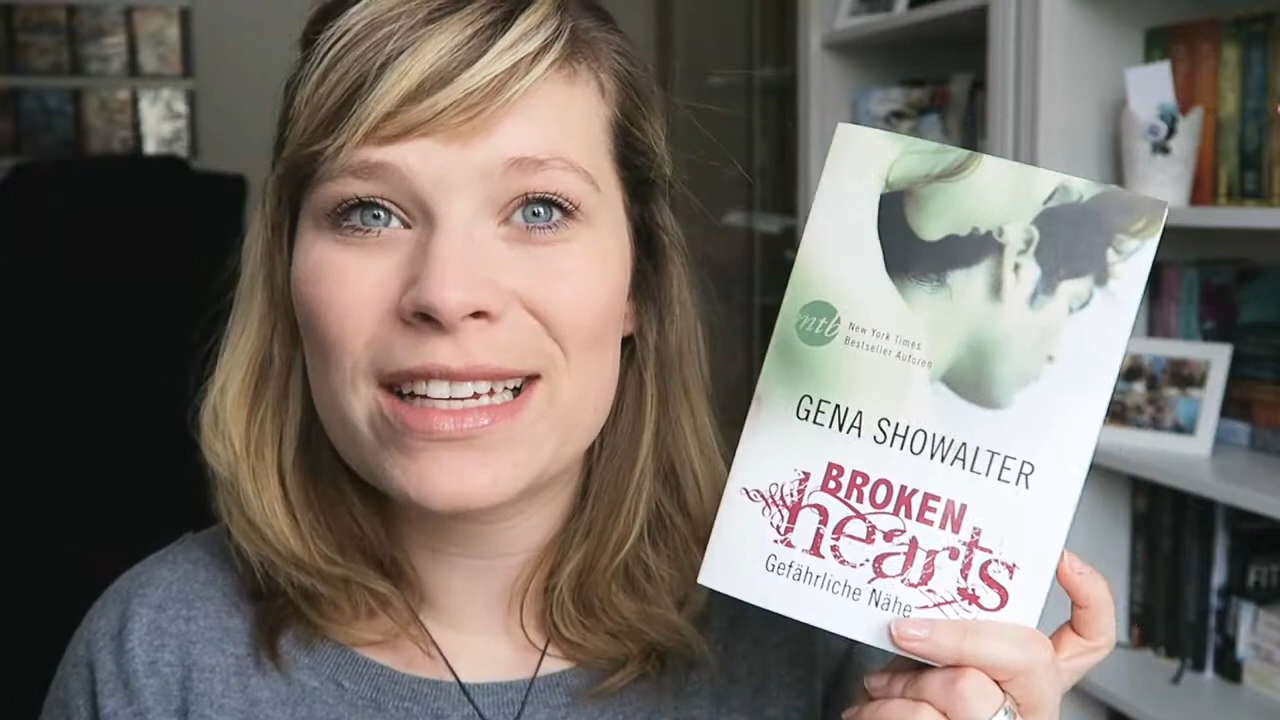 mtb
New York Times
Bestseller Autoren
GENA SHOWALTER
BROKEN
hearts
Gefährliche Nähe